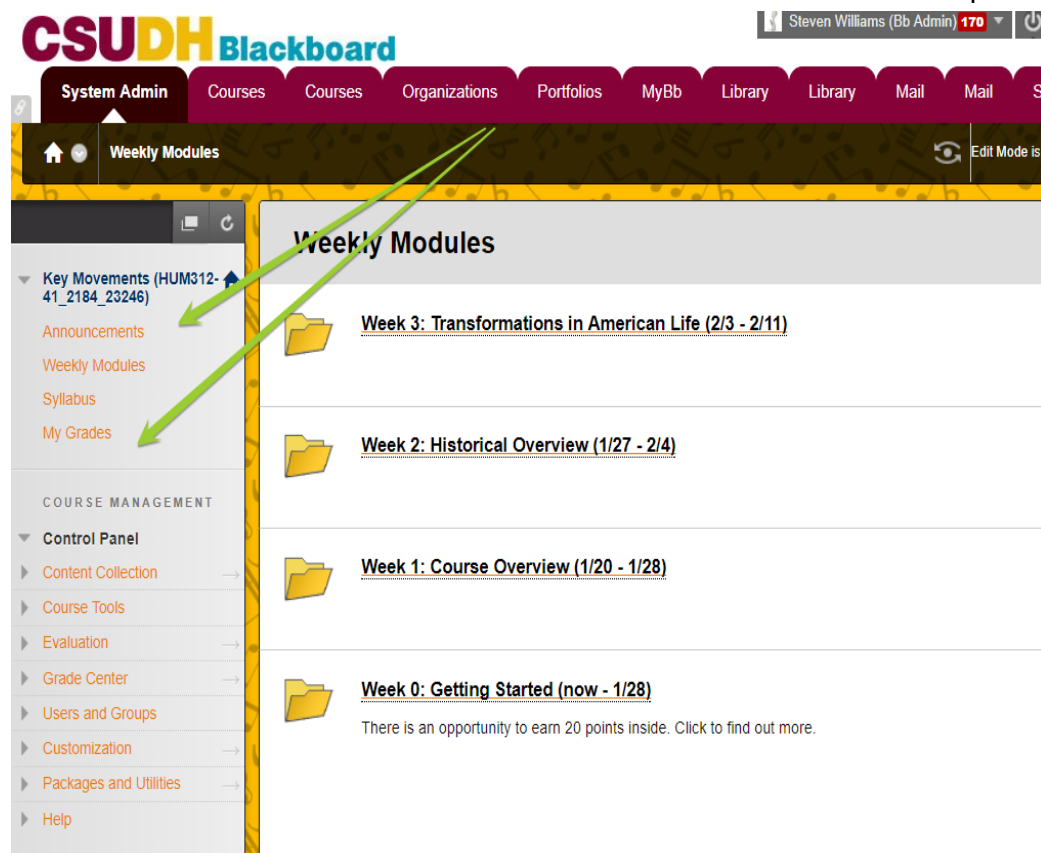 CSUDH Blackboard
Steven Williams (Bb Admin) 170
System Admin Courses Courses Organizations Portfolios MyBb Library Library Mail Mail S
Weekly Modules Edit Mode is
Key Movements (HUM312-
41_2184_23246)
Announcements
Weekly Modules
Syllabus
My Grades
COURSE MANAGEMENT
Control Panel
Content Collection
Course Tools
Evaluation
Grade Center
Users and Groups
Customization
Packages and Utilities
Help
Weekly Modules
Week 3: Transformations in American Life (2/3 - 2/11)
Week 2: Historical Overview (1/27 - 2/4)
Week 1: Course Overview (1/20 - 1/28)
Week 0: Getting Started (now - 1/28)
There is an opportunity to earn 20 points inside. Click to find out more.